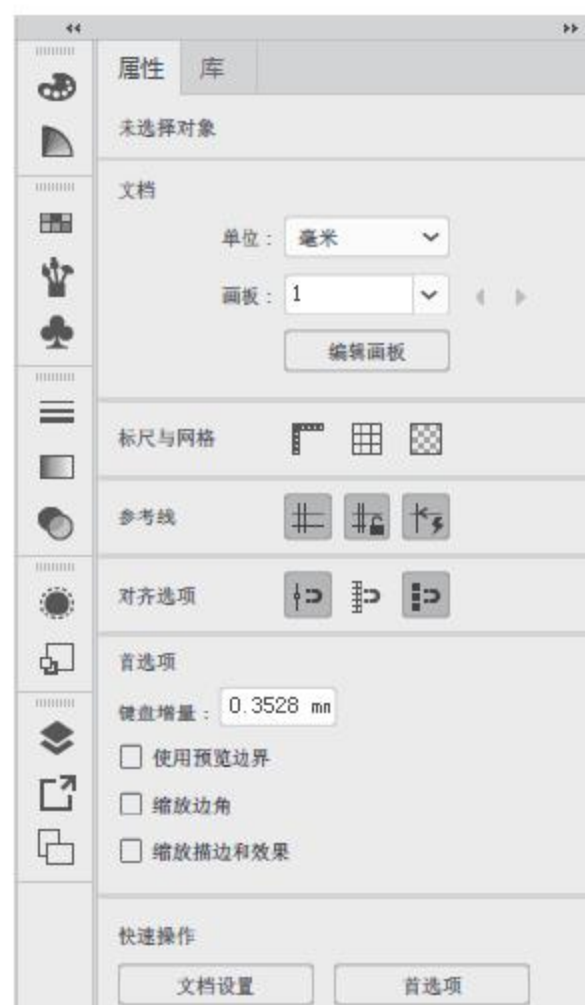 属性 库
未选择对象
文档
单位： 毫米
画板： 1
编辑画板
标尺与网格
参考线
对齐选项
首选项
键盘增量： 0.3528 mm
使用预览边界
缩放边角
缩放描边和效果
快速操作
文档设置 首选项